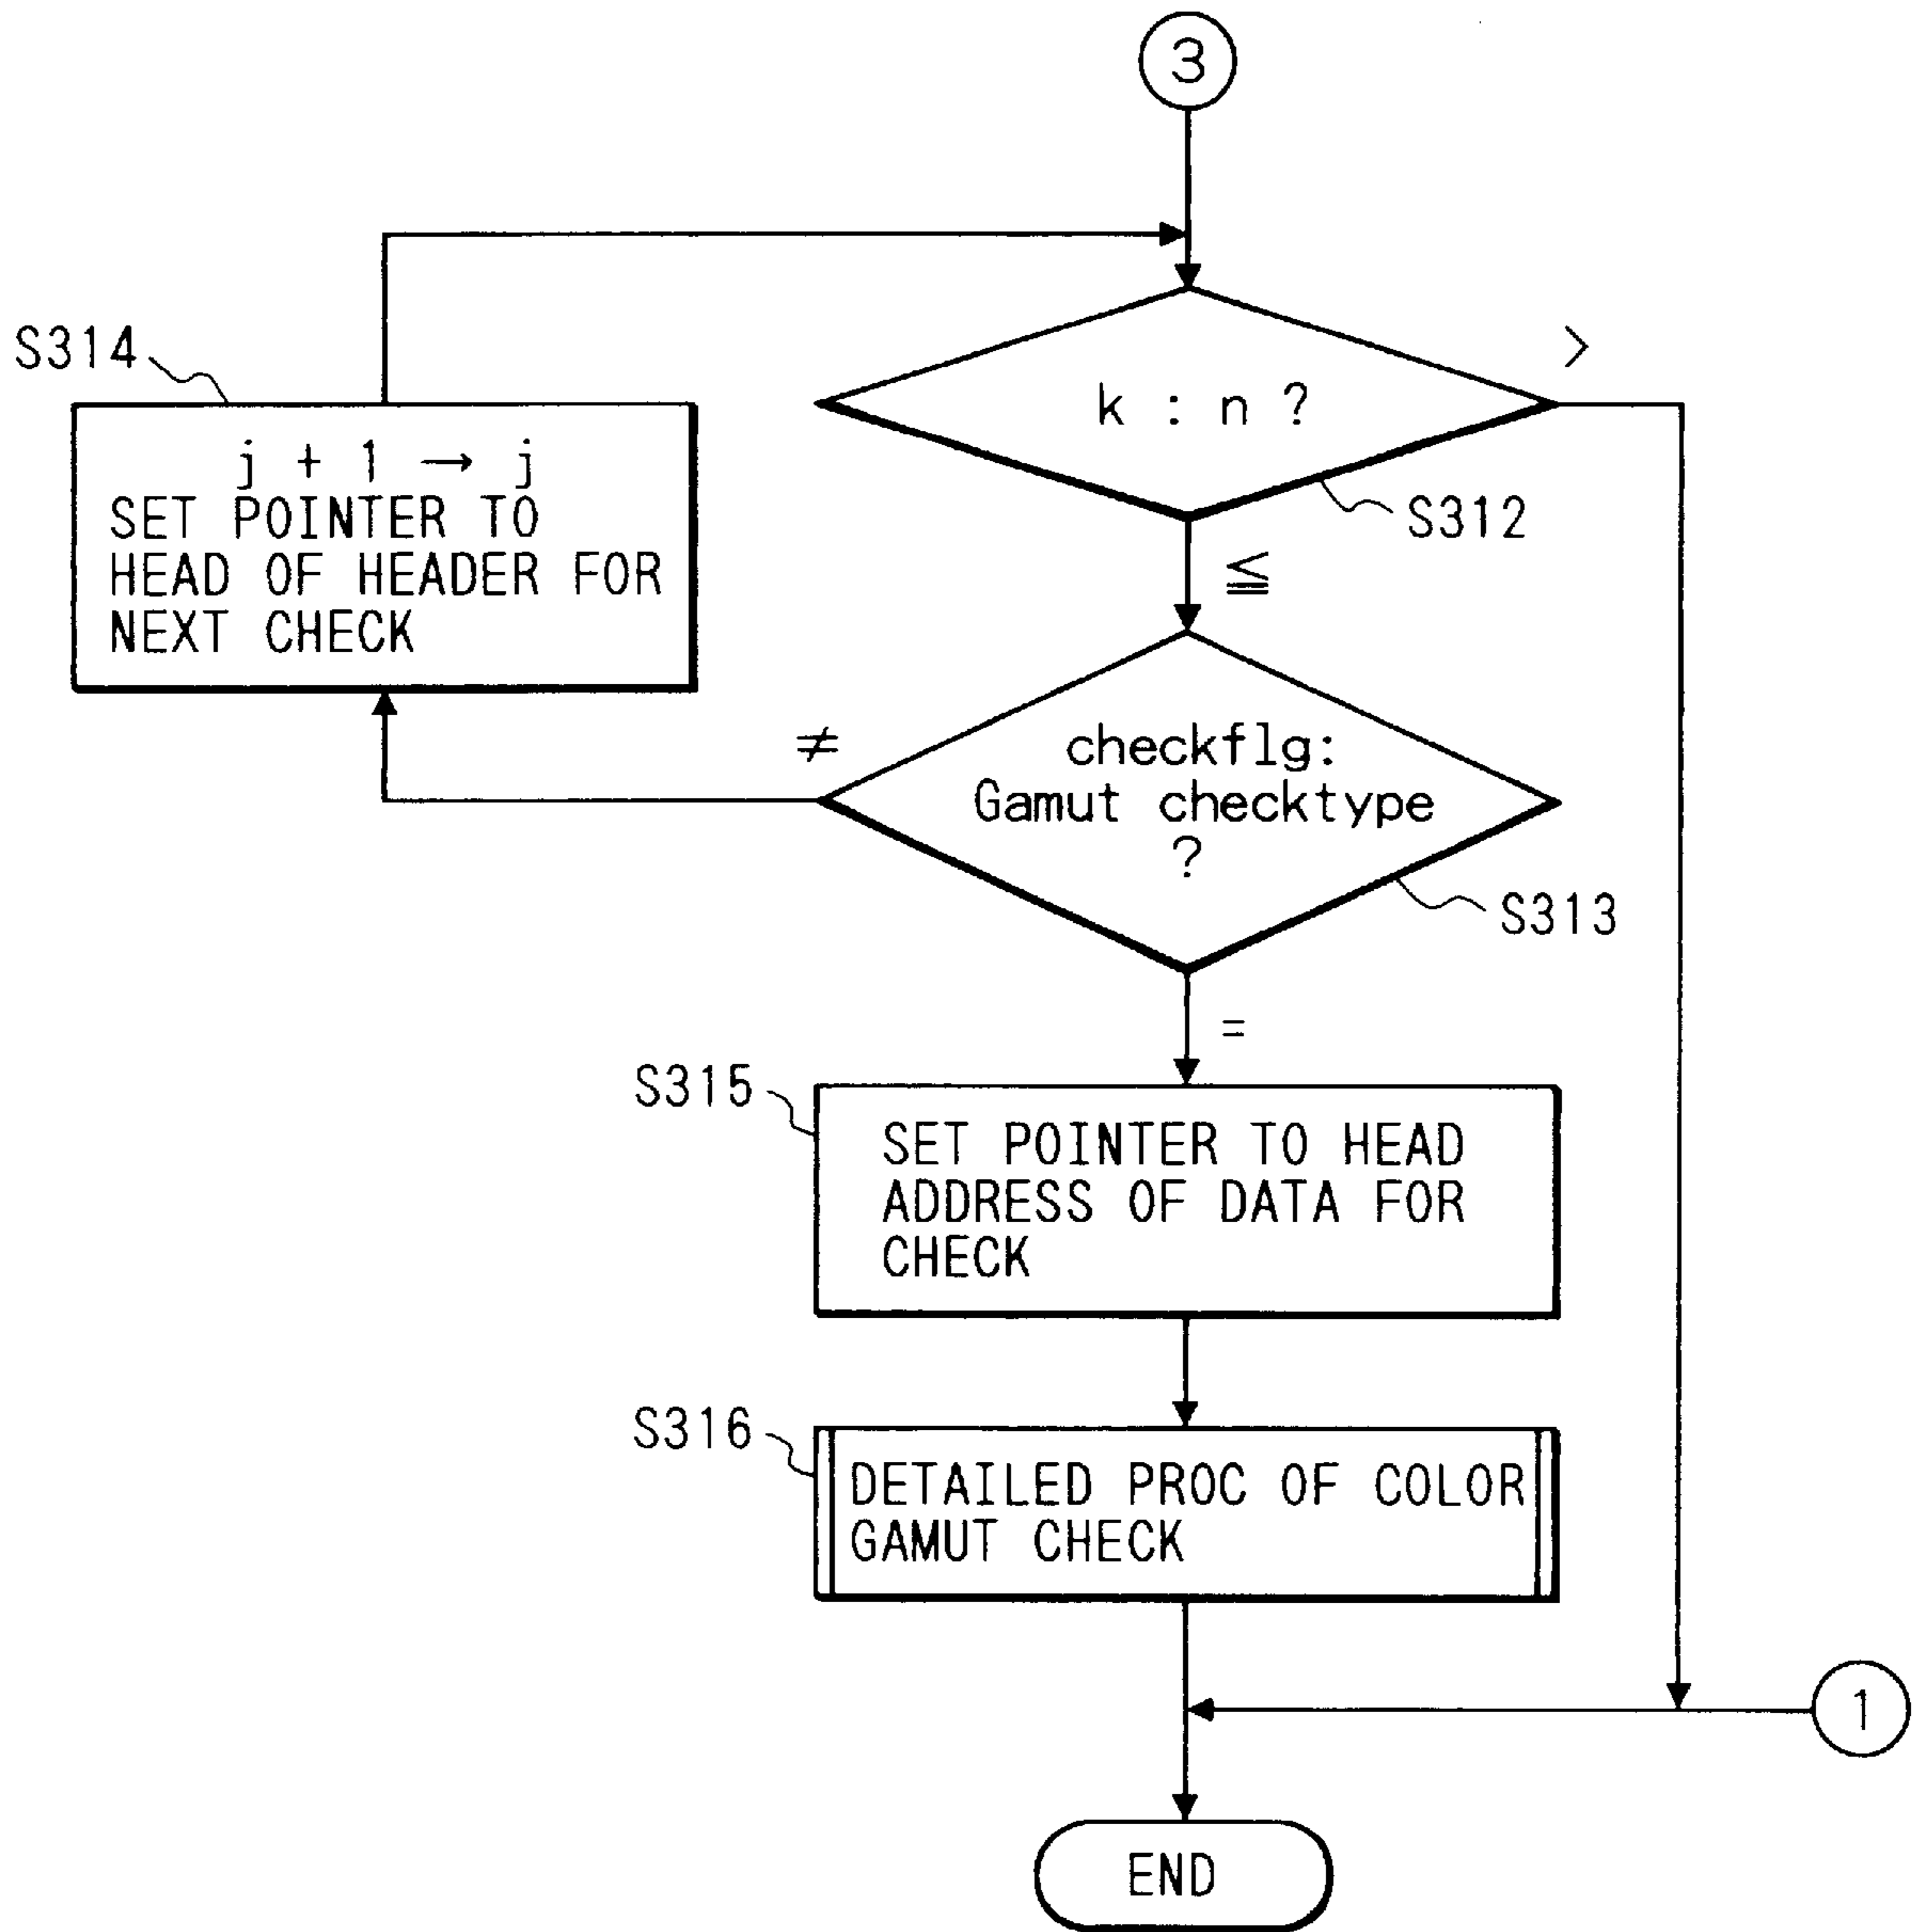 3
>
S314
k : n ?
j + 1 → j
SET POINTER TO
HEAD OF HEADER FOR
NEXT CHECK
S312
≦
≠
checkflg:
Gamut checktype
?
S313
=
S315
SET POINTER TO HEAD
ADDRESS OF DATA FOR
CHECK
S316
DETAILED PROC OF COLOR
GAMUT CHECK
1
END